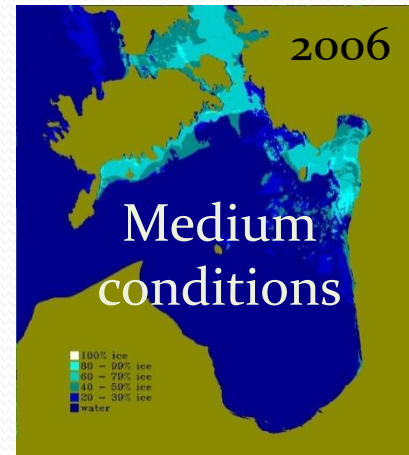 2006
Medium
conditions
100% ice
80 - 99% ice
60 - 79% ice
40 - 59% ice
20 - 39% ice
water